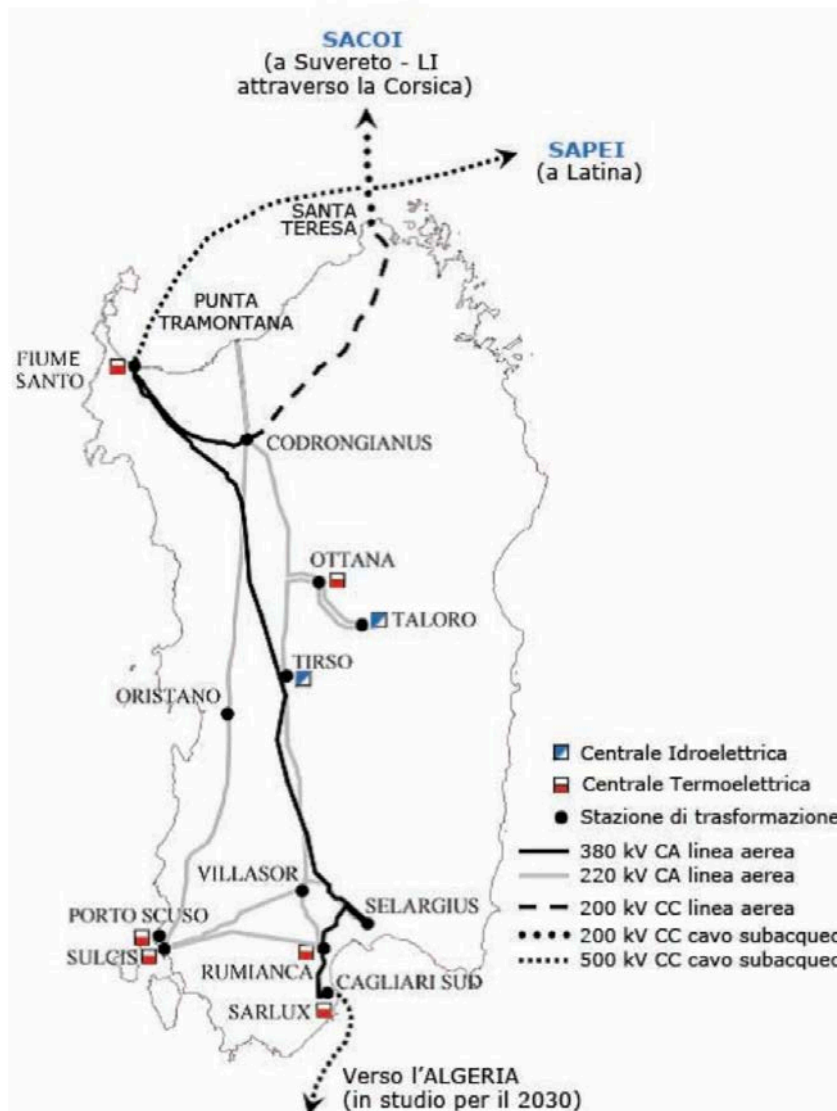 SACOI
(a Suvereto - LI
attraverso la Corsica)
SAPEI
(a Latina)
SANTA
TERESA
PUNTA
TRAMONTANA
FIUME
SANTO
CODRONGIANUS
OTTANA
TALORO
TIRSO
ORISTANO
Centrale Idroelettrica
Centrale Termoelettrica
Stazione di trasformazione
380 kV CA linea aerea
220 kV CA linea aerea
200 kV CC linea aerea
200 kV CC cavo subacqueo
500 kV CC cavo subacqueo
VILLASOR
SELARGIUS
PORTO SCUSO
SULCIS
RUMIANCA
CAGLIARI SUD
SARLUX
Verso l'ALGERIA
(in studio per il 2030)